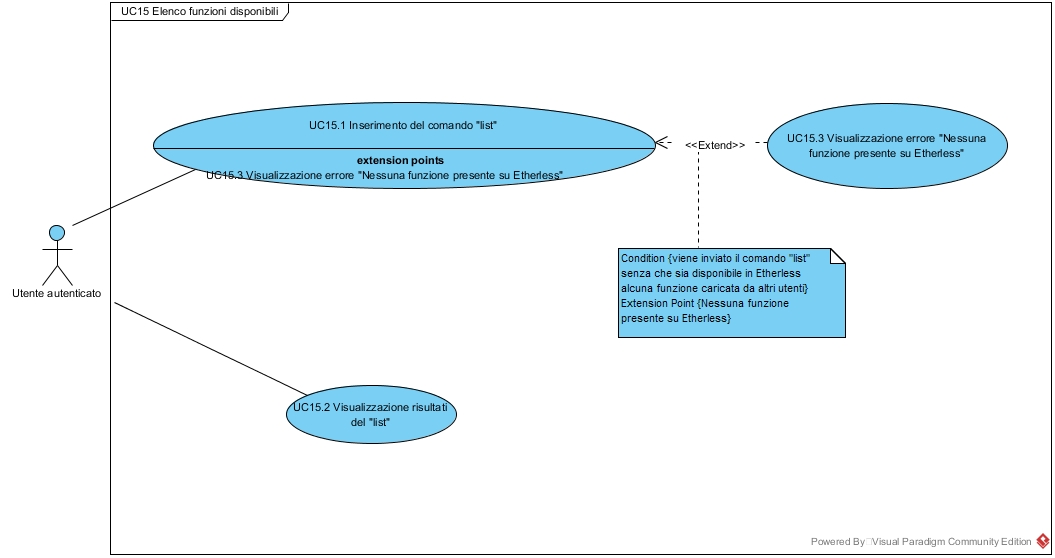 UC15 Elenco funzioni disponibili
UC15.1 Inserimento del comando "list"
extension points
UC15.3 Visualizzazione errore "Nessuna funzione presente su Etherless"
<<Extend>>
UC15.3 Visualizzazione errore "Nessuna
funzione presente su Etherless"
Utente autenticato
Condition {viene inviato il comando "list"
senza che sia disponibile in Etherless
alcuna funzione caricata da altri utenti}
Extension Point {Nessuna funzione
presente su Etherless}
UC15.2 Visualizzazione risultati
del "list"
Powered By Visual Paradigm Community Edition